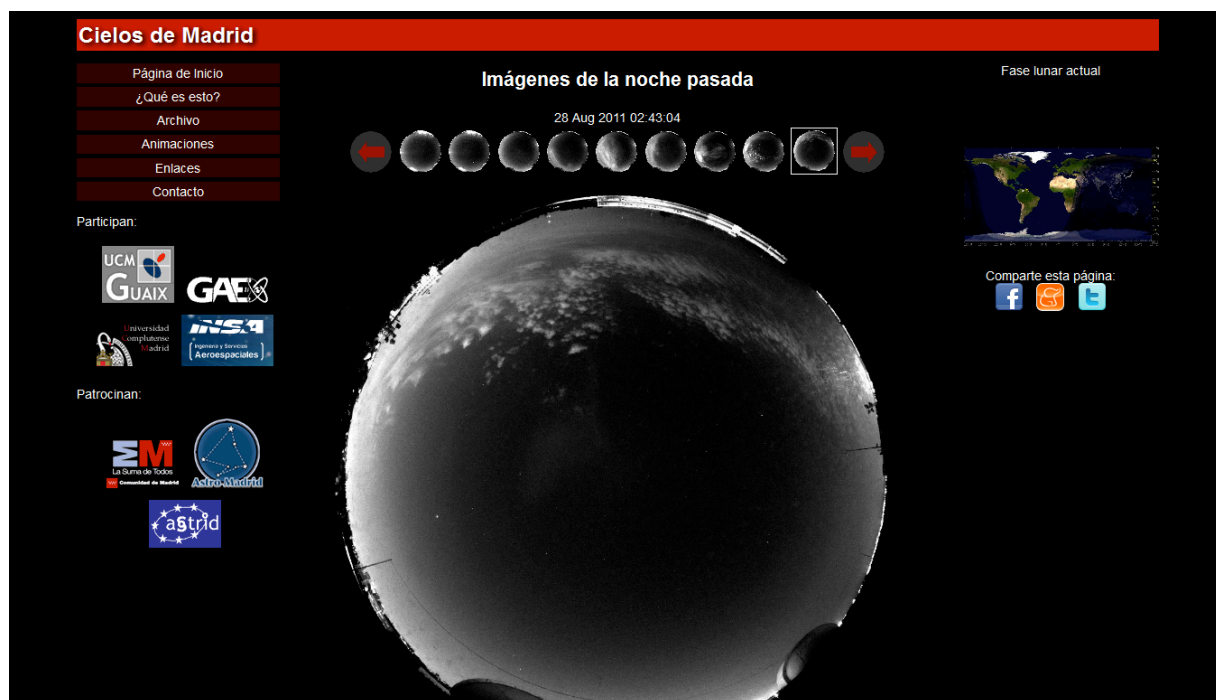 Cielos de Madrid
Página de Inicio
¿Qué es esto?
Archivo
Animaciones
Enlaces
Contacto
Participan:
UCM
GUAIX
GAEX
Universidad
Complutense
Madrid
INSA
Ingeniería y Servicios
Aeroespaciales
Patrocinan:
EM
La Suma de Todos
Comunidad de Madrid
Astro-Madrid
astrid
Imágenes de la noche pasada
28 Aug 2011 02:43:04
Fase lunar actual
Comparte esta página: